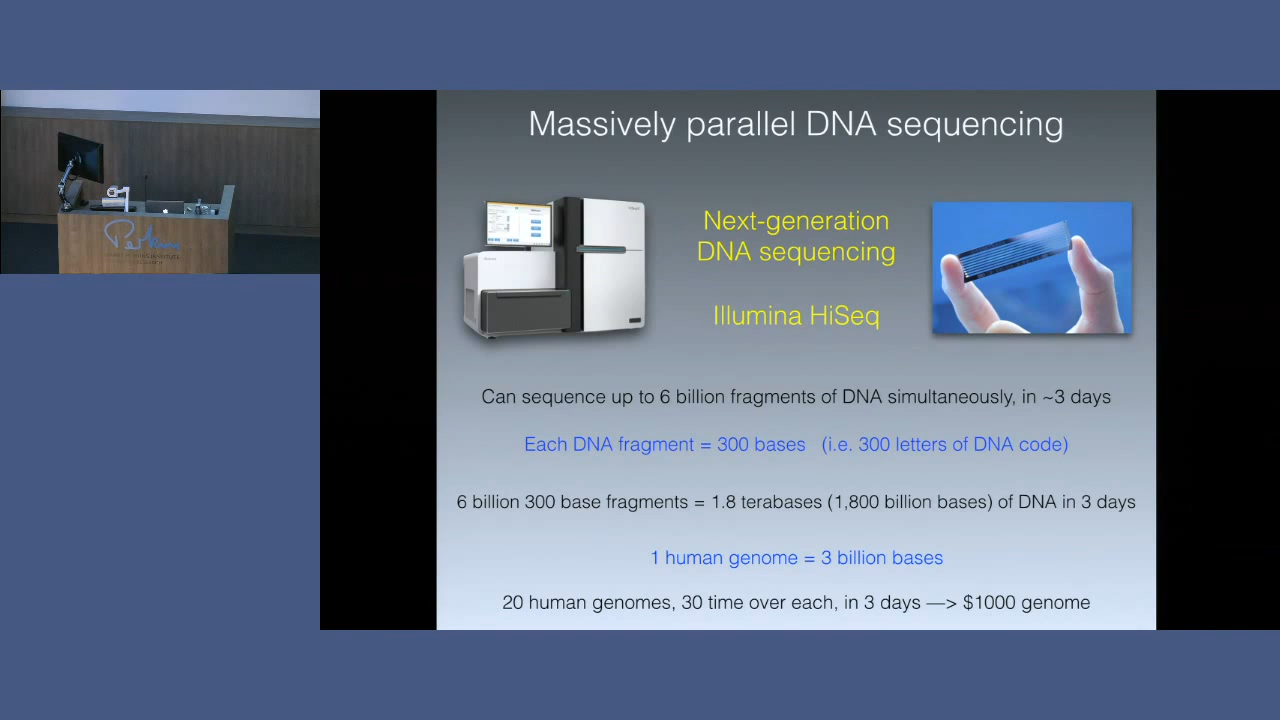 Massively parallel DNA sequencing
Next-generation
DNA sequencing
Illumina HiSeq
Can sequence up to 6 billion fragments of DNA simultaneously, in ~3 days
Each DNA fragment = 300 bases (i.e. 300 letters of DNA code)
6 billion 300 base fragments = 1.8 terabases (1,800 billion bases) of DNA in 3 days
1 human genome = 3 billion bases
20 human genomes, 30 time over each, in 3 days —> $1000 genome
Perkins